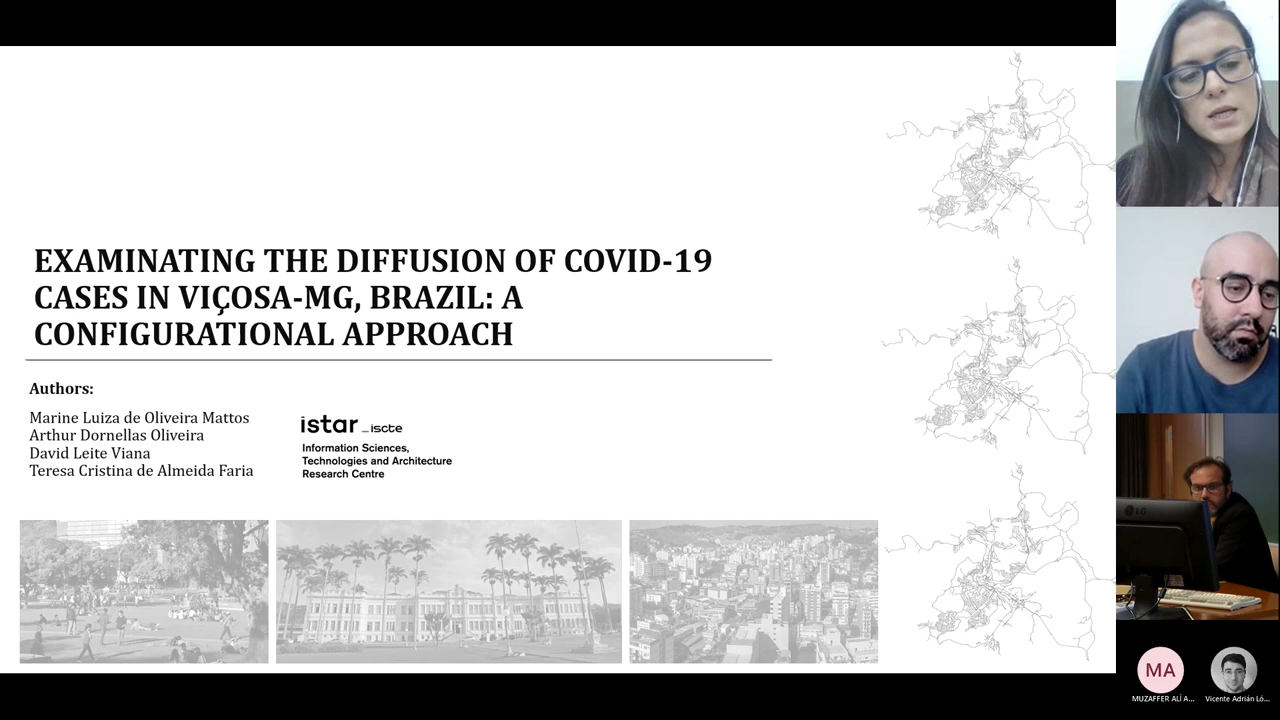 EXAMINATING THE DIFFUSION OF COVID-19
CASES IN VIÇOSA-MG, BRAZIL: A
CONFIGURATIONAL APPROACH
Authors:
Marine Luiza de Oliveira Mattos
Arthur Dornellas Oliveira
David Leite Viana
Teresa Cristina de Almeida Faria
istar_iscte
Information Sciences,
Technologies and Architecture
Research Centre
LG
MA
MUZAFFER ALİ A...
Vicente Adrián Ló...